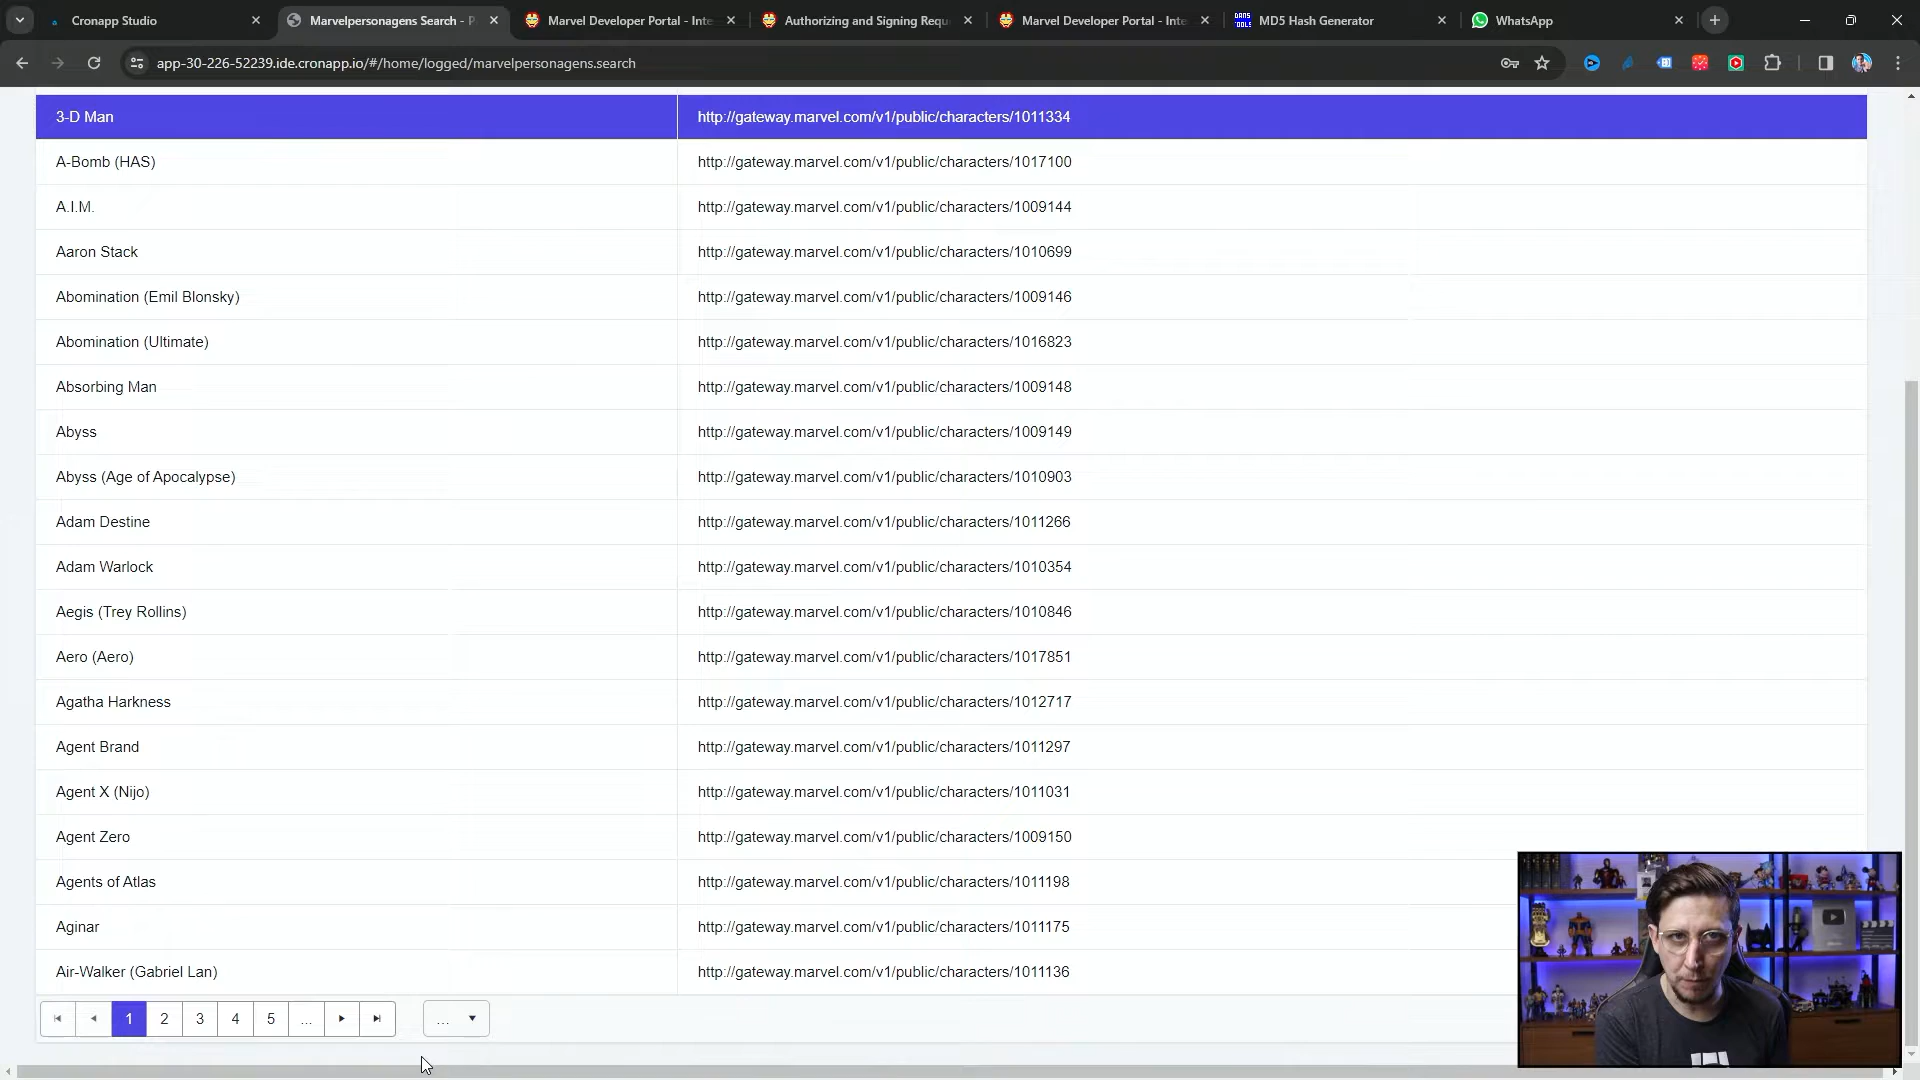 Cronapp Studio
Marvelpersonagens Search - P
Marvel Developer Portal - Inte
Authorizing and Signing Requ
Marvel Developer Portal - Inte
DANS TOOLS
MD5 Hash Generator
WhatsApp
app-30-226-52239.ide.cronapp.io/#/home/logged/marvelpersonagens.search
3-D Man http://gateway.marvel.com/v1/public/characters/1011334
A-Bomb (HAS) http://gateway.marvel.com/v1/public/characters/1017100
A.I.M. http://gateway.marvel.com/v1/public/characters/1009144
Aaron Stack http://gateway.marvel.com/v1/public/characters/1010699
Abomination (Emil Blonsky) http://gateway.marvel.com/v1/public/characters/1009146
Abomination (Ultimate) http://gateway.marvel.com/v1/public/characters/1016823
Absorbing Man http://gateway.marvel.com/v1/public/characters/1009148
Abyss http://gateway.marvel.com/v1/public/characters/1009149
Abyss (Age of Apocalypse) http://gateway.marvel.com/v1/public/characters/1010903
Adam Destine http://gateway.marvel.com/v1/public/characters/1011266
Adam Warlock http://gateway.marvel.com/v1/public/characters/1010354
Aegis (Trey Rollins) http://gateway.marvel.com/v1/public/characters/1010846
Aero (Aero) http://gateway.marvel.com/v1/public/characters/1017851
Agatha Harkness http://gateway.marvel.com/v1/public/characters/1012717
Agent Brand http://gateway.marvel.com/v1/public/characters/1011297
Agent X (Nijo) http://gateway.marvel.com/v1/public/characters/1011031
Agent Zero http://gateway.marvel.com/v1/public/characters/1009150
Agents of Atlas http://gateway.marvel.com/v1/public/characters/1011198
Aginar http://gateway.marvel.com/v1/public/characters/1011175
Air-Walker (Gabriel Lan) http://gateway.marvel.com/v1/public/characters/1011136
1 2 3 4 5 ... ...